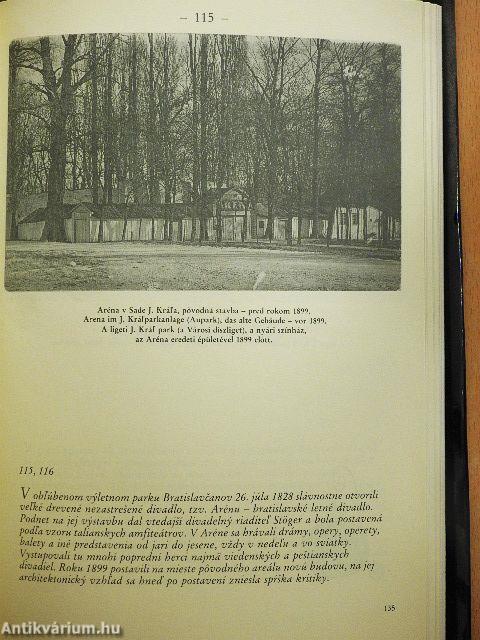 – 115 –
ARENA
Aréna v Sade J. Kráľa, pôvodná stavba – pred rokom 1899.
Arena im J. Králparkanlage (Aupark), das alte Gebäude – vor 1899.
A ligeti J. Kráľ park (a Városi díszliget), a nyári színház,
az Aréna eredeti épületével 1899 előtt.
115, 116
V obľúbenom výletnom parku Bratislavčanov 26. júla 1828 slávnostne otvorili
veľké drevené nezastrešené divadlo, tzv. Arénu – bratislavské letné divadlo.
Podnet na jej výstavbu dal vtedajší divadelný riaditeľ Stöger a bola postavená
podľa vzoru talianskych amfiteátrov. V Aréne sa hrávali drámy, opery, operety,
balety a iné predstavenia od jari do jesene, vždy v nedeľu a vo sviatky.
Vystupovali tu mnohí poprední herci najmä viedenských a peštianskych
divadiel. Roku 1899 postavili na mieste pôvodného areálu novú budovu, na jej
architektonický vzhľad sa hneď po postavení zniesla spŕška kritiky.
135
Antikvárium.hu